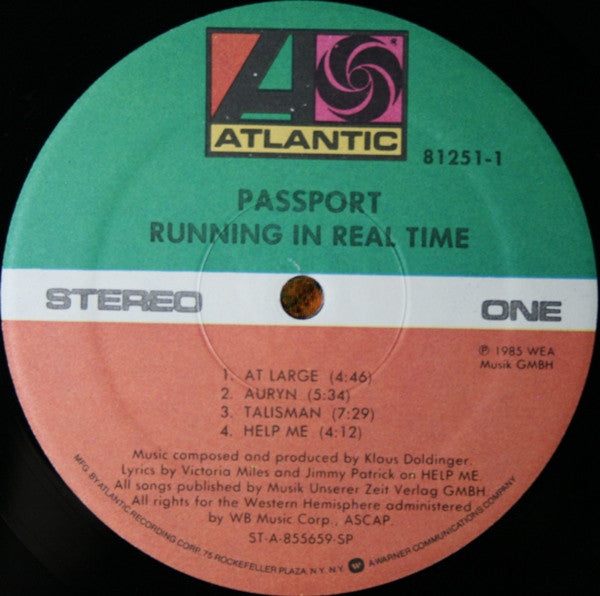 ATLANTIC
®
81251-1
PASSPORT
RUNNING IN REAL TIME
STEREO
ONE
℗ 1985 WEA
Musik GMBH
1. AT LARGE (4:46)
2. AURYN (5:34)
3. TALISMAN (7:29)
4. HELP ME (4:12)
Music composed and produced by Klaus Doldinger.
Lyrics by Victoria Miles and Jimmy Patrick on HELP ME.
All songs published by Musik Unserer Zeit Verlag GMBH.
All rights for the Western Hemisphere administered
by WB Music Corp., ASCAP.
ST-A-855659-SP
MFG. BY ATLANTIC RECORDING CORP., 75 ROCKEFELLER PLAZA, N.Y. N.Y. A WARNER COMMUNICATIONS COMPANY